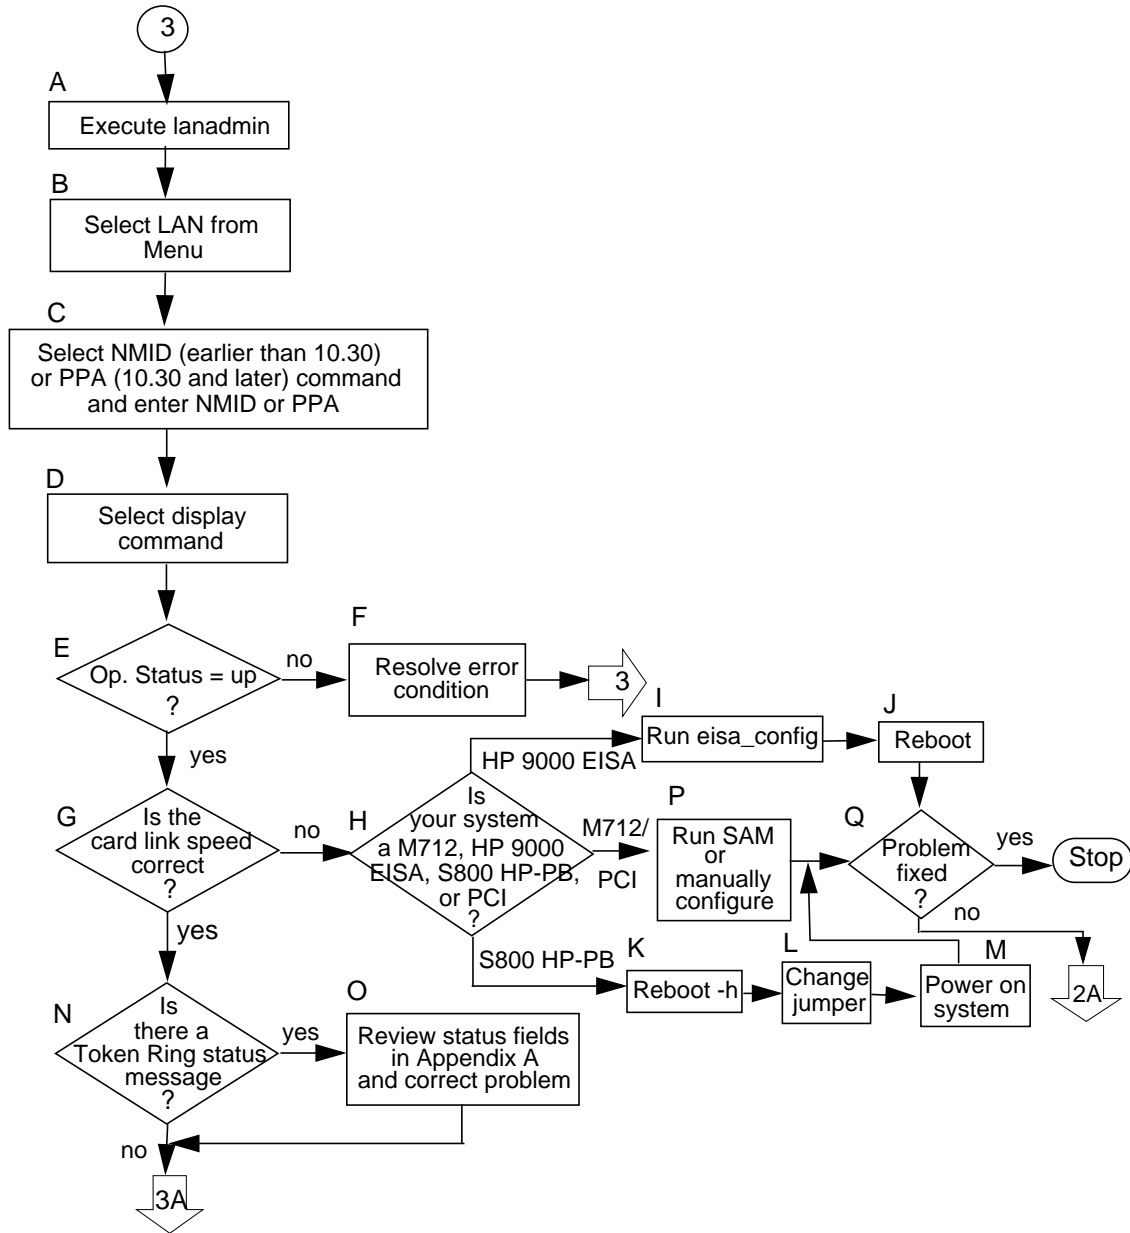 3
A
Execute lanadmin
B
Select LAN from
Menu
C
Select NMID (earlier than 10.30)
or PPA (10.30 and later) command
and enter NMID or PPA
D
Select display
command
E
Op. Status = up
?
no
F
Resolve error
condition
3
yes
G
Is the
card link speed
correct
?
no
H
Is
your system
a M712, HP 9000
EISA, S800 HP-PB,
or PCI
?
HP 9000 EISA
I
Run eisa_config
J
Reboot
M712/
PCI
P
Run SAM
or
manually
configure
Q
Problem
fixed
?
yes
Stop
no
2A
S800 HP-PB
K
Reboot -h
L
Change
jumper
M
Power on
system
yes
N
Is
there a
Token Ring status
message
?
yes
O
Review status fields
in Appendix A
and correct problem
no
3A